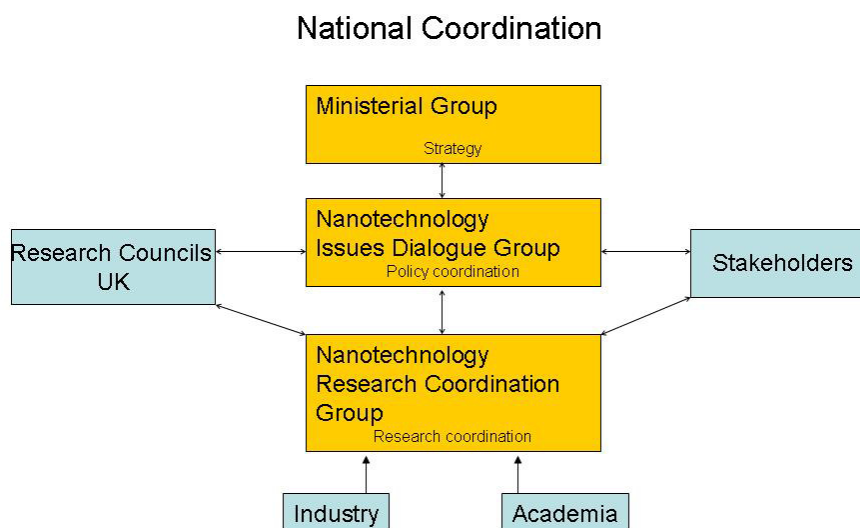 National Coordination
Ministerial Group
Strategy
Nanotechnology
Issues Dialogue Group
Policy coordination
Research Councils
UK
Stakeholders
Nanotechnology
Research Coordination
Group
Research coordination
Industry
Academia